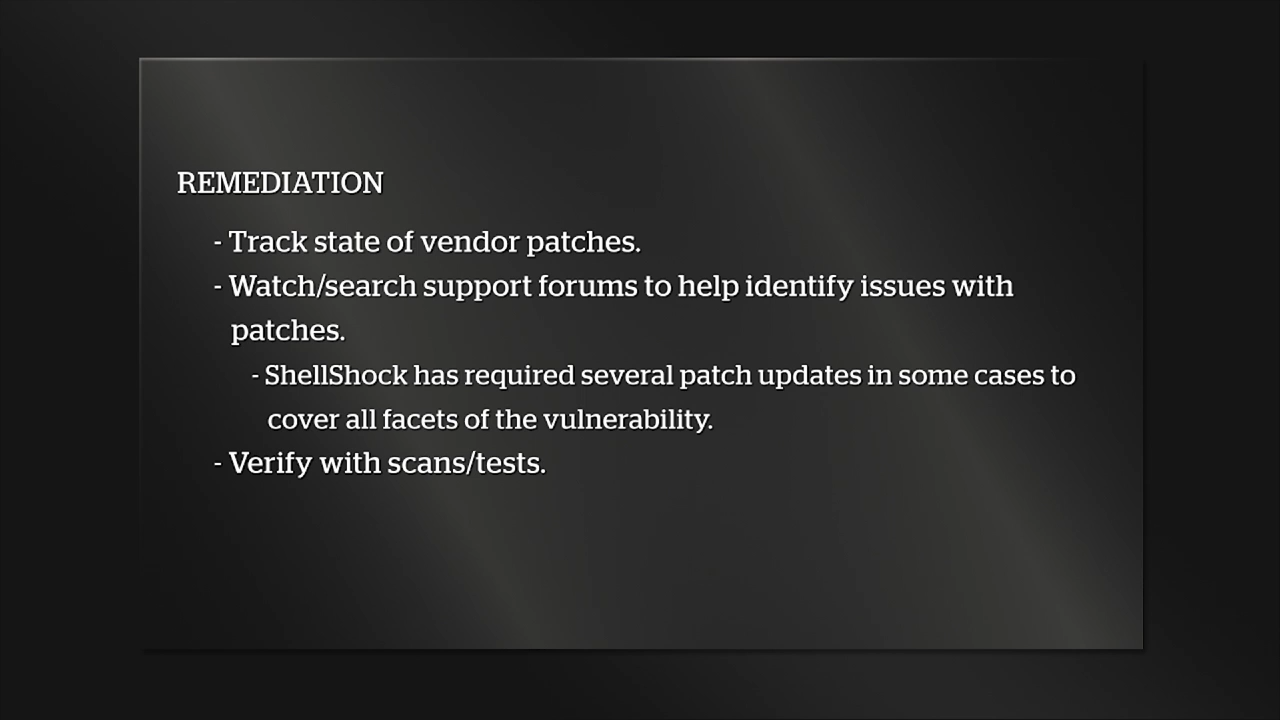 REMEDIATION
- Track state of vendor patches.
- Watch/search support forums to help identify issues with
patches.
- ShellShock has required several patch updates in some cases to
cover all facets of the vulnerability.
- Verify with scans/tests.